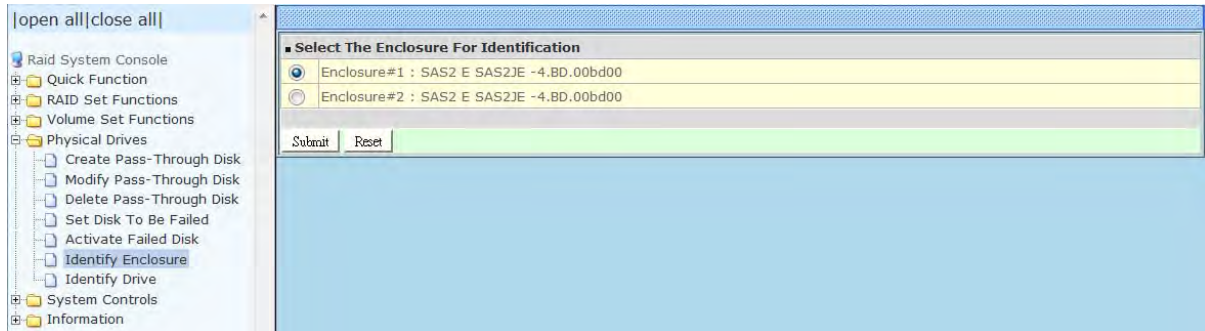 |open all|close all|
Raid System Console
Quick Function
RAID Set Functions
Volume Set Functions
Physical Drives
Create Pass-Through Disk
Modify Pass-Through Disk
Delete Pass-Through Disk
Set Disk To Be Failed
Activate Failed Disk
Identify Enclosure
Identify Drive
System Controls
Information
Select The Enclosure For Identification
Enclosure#1 : SAS2 E SAS2JE -4.BD.00bd00
Enclosure#2 : SAS2 E SAS2JE -4.BD.00bd00
Submit Reset